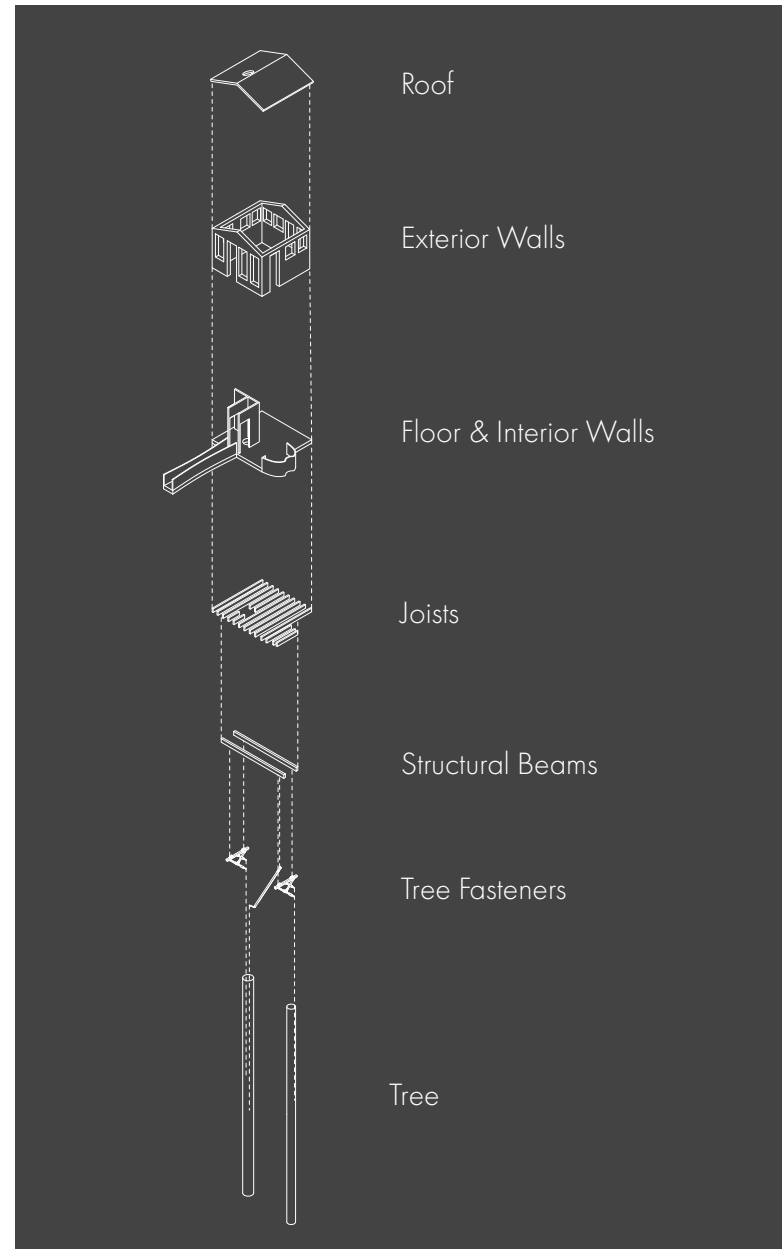 Roof
Exterior Walls
Floor & Interior Walls
Joists
Structural Beams
Tree Fasteners
Tree